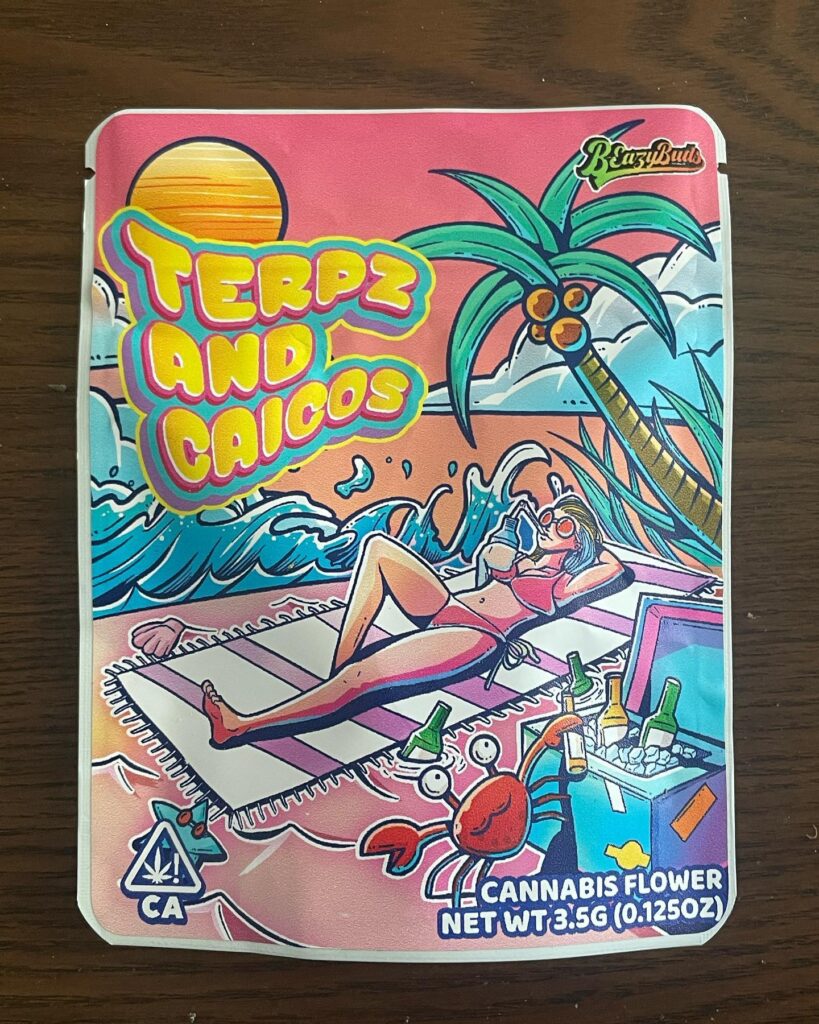 BEazyBuds
TERPZ
AND
CAICOS
CA
CANNABIS FLOWER
NET WT 3.5G (0.125OZ)